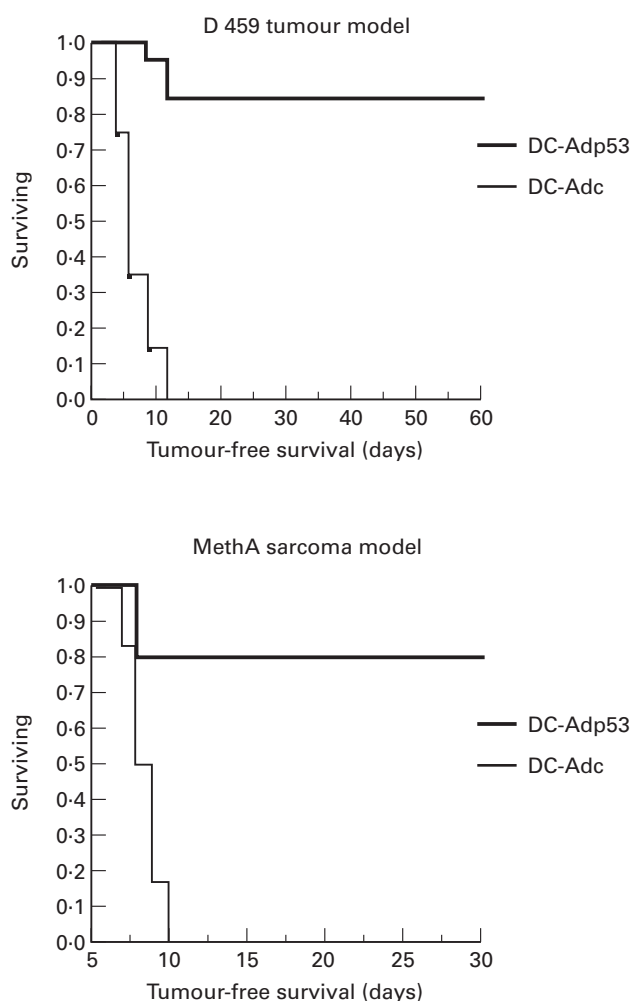 D 459 tumour model
1·0
0·9
0·8
0·7
0·6
0·5
0·4
0·3
0·2
0·1
0·0
Surviving
DC-Adp53
DC-Adc
0 10 20 30 40 50 60
Tumour-free survival (days)
MethA sarcoma model
1·0
0·9
0·8
0·7
0·6
0·5
0·4
0·3
0·2
0·1
0·0
Surviving
DC-Adp53
DC-Adc
5 10 15 20 25 30
Tumour-free survival (days)